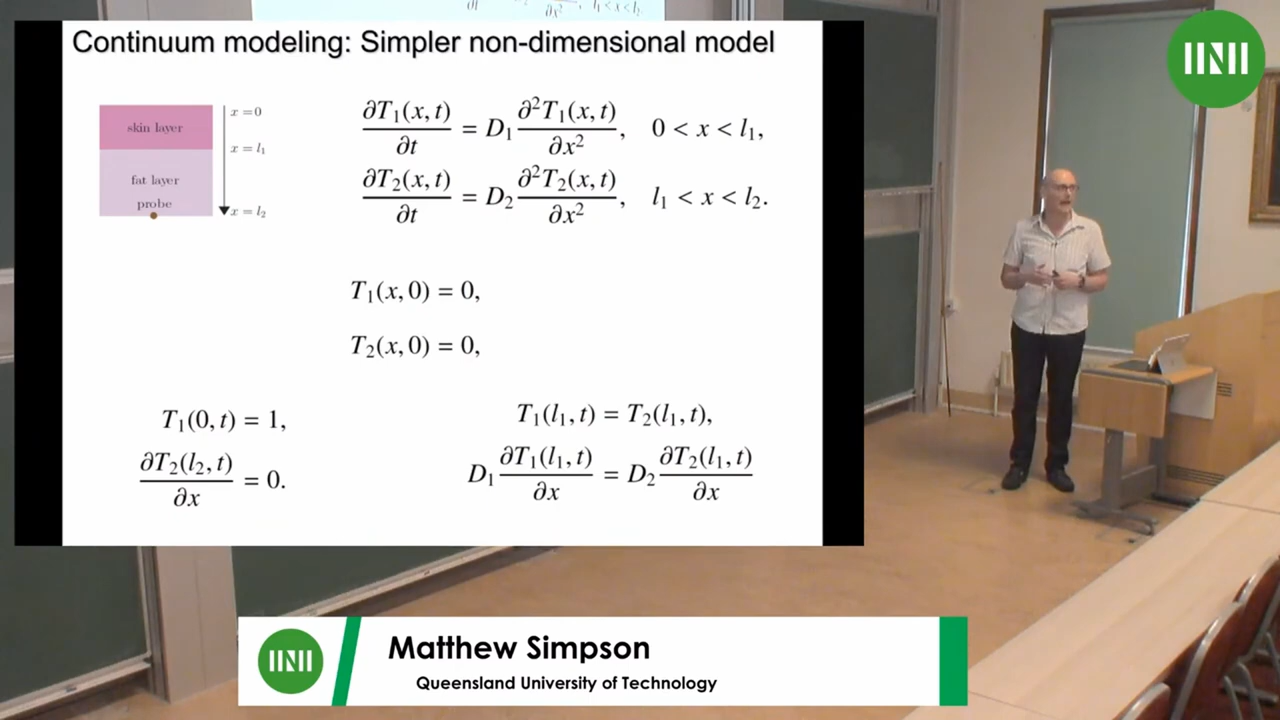 Continuum modeling: Simpler non-dimensional model
skin layer
fat layer
probe
x = 0
x = l₁
x = l₂
∂T₁(x, t)/∂t = D₁ ∂²T₁(x, t)/∂x², 0 < x < l₁,
∂T₂(x, t)/∂t = D₂ ∂²T₂(x, t)/∂x², l₁ < x < l₂.
T₁(x, 0) = 0,
T₂(x, 0) = 0,
T₁(0, t) = 1,
∂T₂(l₂, t)/∂x = 0.
T₁(l₁, t) = T₂(l₁, t),
D₁ ∂T₁(l₁, t)/∂x = D₂ ∂T₂(l₁, t)/∂x
Matthew Simpson
Queensland University of Technology